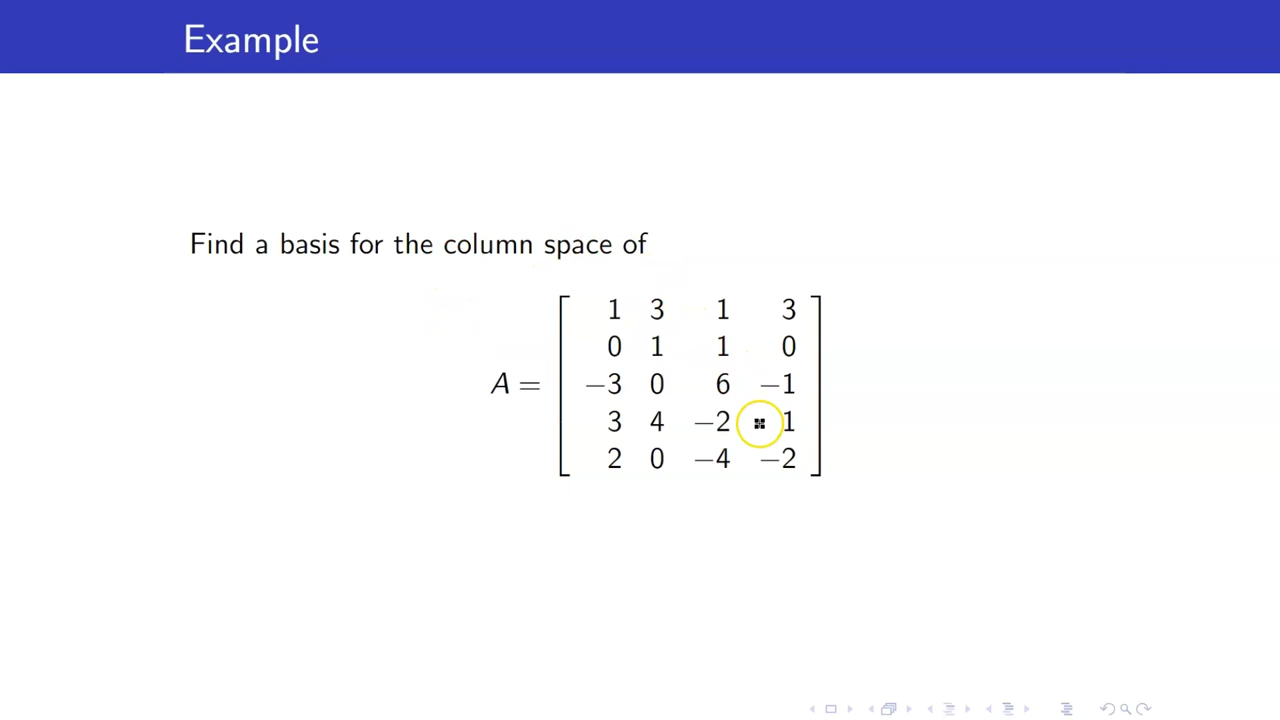 Example
Find a basis for the column space of
1 3 1 3
0 1 1 0
A = −3 0 6 −1
3 4 −2 1
2 0 −4 −2